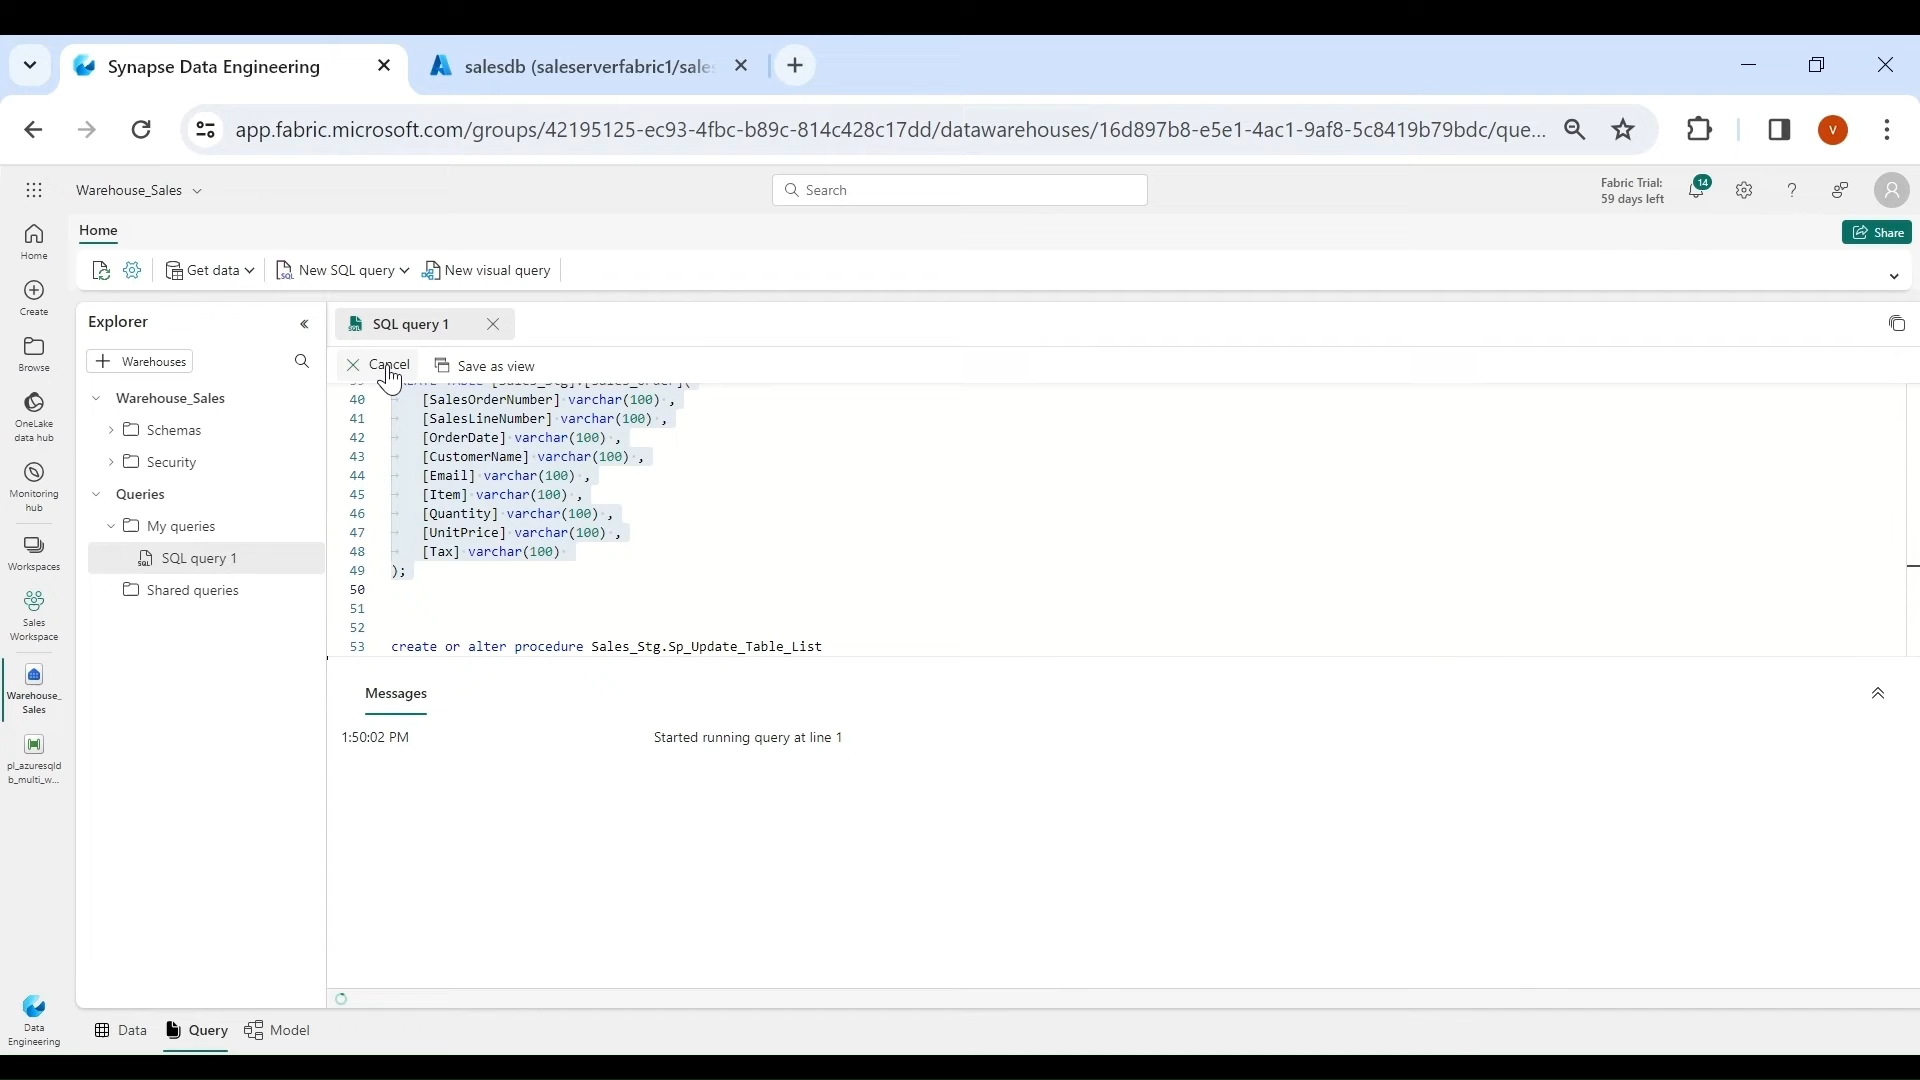 Synapse Data Engineering
salesdb (saleserverfabric1/sales
app.fabric.microsoft.com/groups/42195125-ec93-4fbc-b89c-814c428c17dd/datawarehouses/16d897b8-e5e1-4ac1-9af8-5c8419b79bdc/que...
V
Warehouse_Sales
Search
Fabric Trial:
59 days left
14
Home
Share
Get data
New SQL query
New visual query
Home
Create
Browse
OneLake
data hub
Monitoring
hub
Workspaces
Sales
Workspace
Warehouse_
Sales
pl_azuresqld
b_multi_w...
Data
Engineering
Explorer
Warehouses
Warehouse_Sales
Schemas
Security
Queries
My queries
SQL query 1
Shared queries
SQL query 1
Cancel
Save as view
39 CREATE TABLE [Sales_Stg].[Sales_Order](
40 [SalesOrderNumber] varchar(100) ,
41 [SalesLineNumber] varchar(100) ,
42 [OrderDate] varchar(100) ,
43 [CustomerName] varchar(100) ,
44 [Email] varchar(100) ,
45 [Item] varchar(100) ,
46 [Quantity] varchar(100) ,
47 [UnitPrice] varchar(100) ,
48 [Tax] varchar(100)
49 );
50
51
52
53 create or alter procedure Sales_Stg.Sp_Update_Table_List
Messages
1:50:02 PM Started running query at line 1
Data
Query
Model